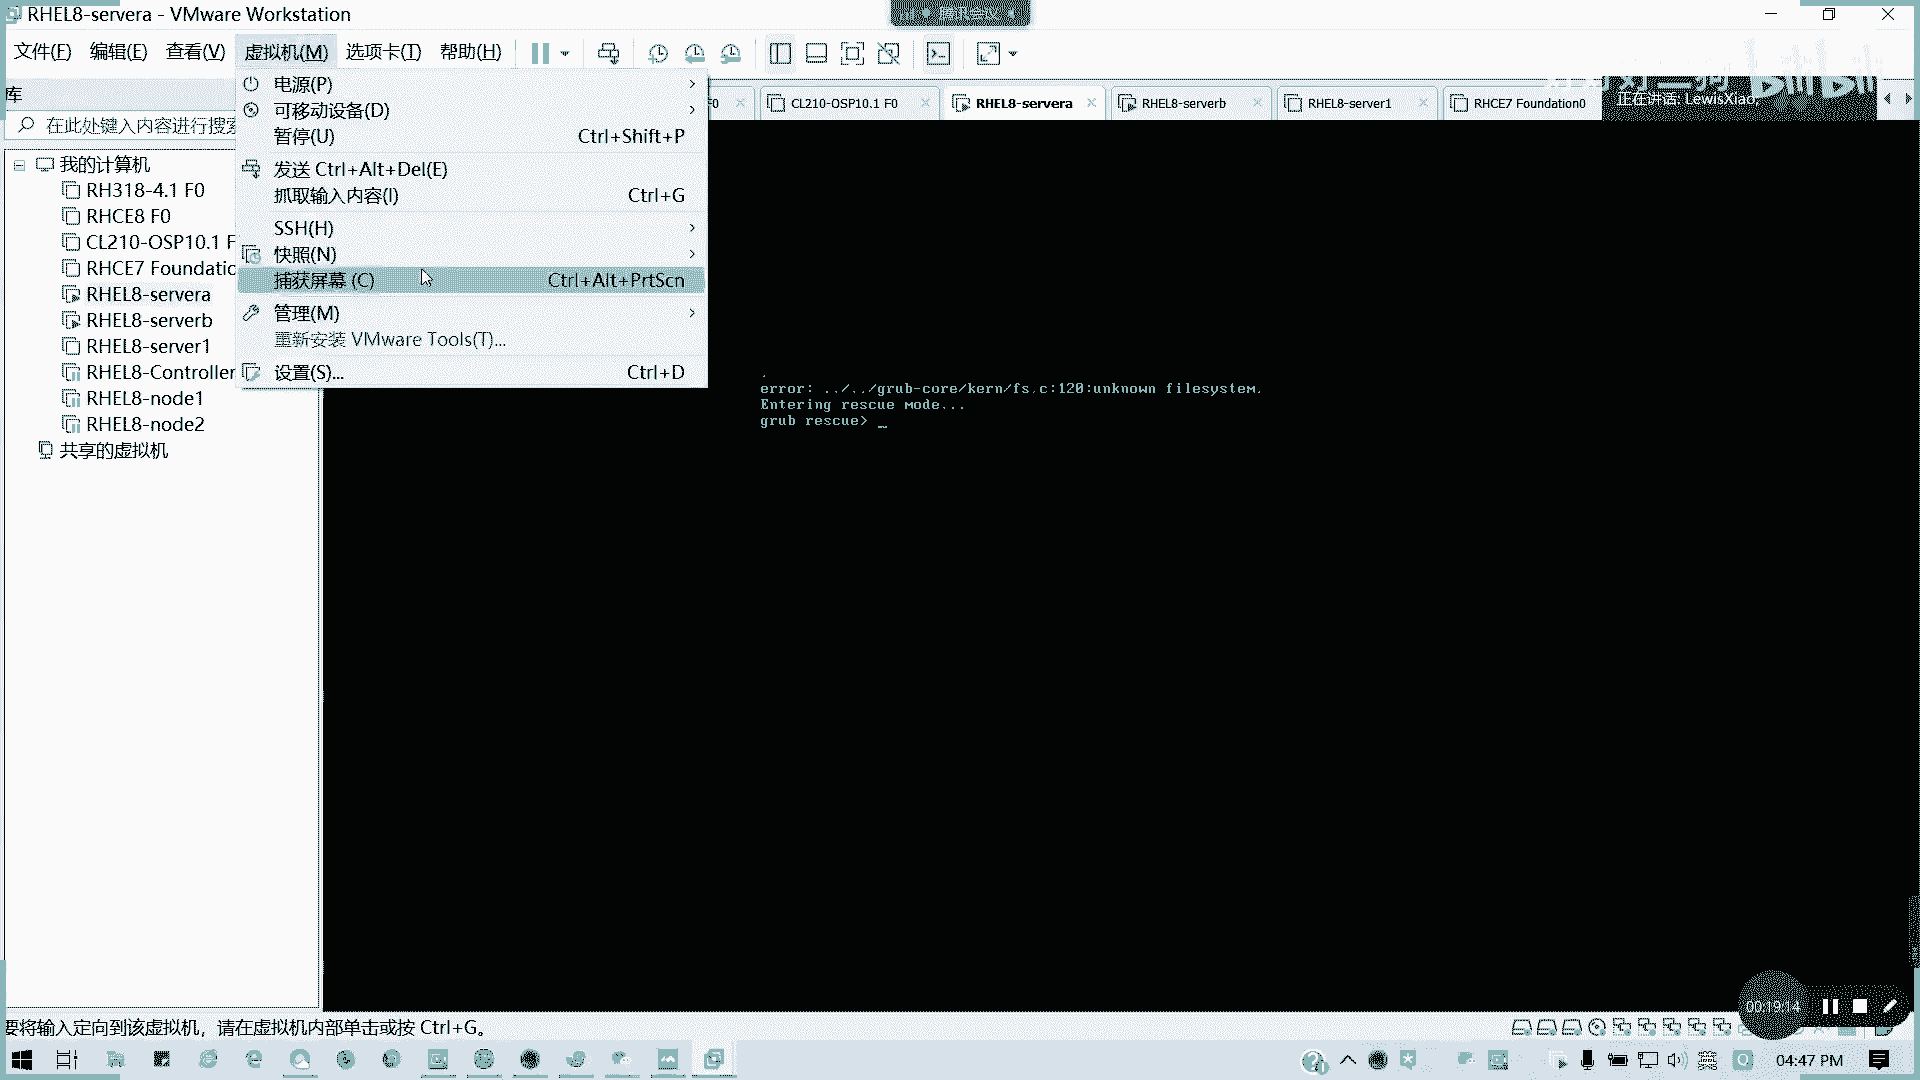 RHEL8-servera - VMware Workstation
腾讯会议
文件(F) 编辑(E) 查看(V) 虚拟机(M) 选项卡(T) 帮助(H)
库
在此处键入内容进行搜索
我的计算机
RH318-4.1 F0
RHCE8 F0
CL210-OSP10.1 F
RHCE7 Foundatio
RHEL8-servera
RHEL8-serverb
RHEL8-server1
RHEL8-Controller
RHEL8-node1
RHEL8-node2
共享的虚拟机
电源(P)
可移动设备(D)
暂停(U) Ctrl+Shift+P
发送 Ctrl+Alt+Del(E)
抓取输入内容(I) Ctrl+G
SSH(H)
快照(N)
捕获屏幕 (C) Ctrl+Alt+PrtScn
管理(M)
重新安装 VMware Tools(T)...
设置(S)... Ctrl+D
F0 CL210-OSP10.1 F0 RHEL8-servera RHEL8-serverb RHEL8-server1 RHCE7 Foundation0
正在讲话: LewisXiao;
bilibili
.
error: ../../grub-core/kern/fs.c:120:unknown filesystem.
Entering rescue mode...
grub rescue> _
00:19:14
要将输入定向到该虚拟机，请在虚拟机内部单击或按 Ctrl+G。
英
04:47 PM